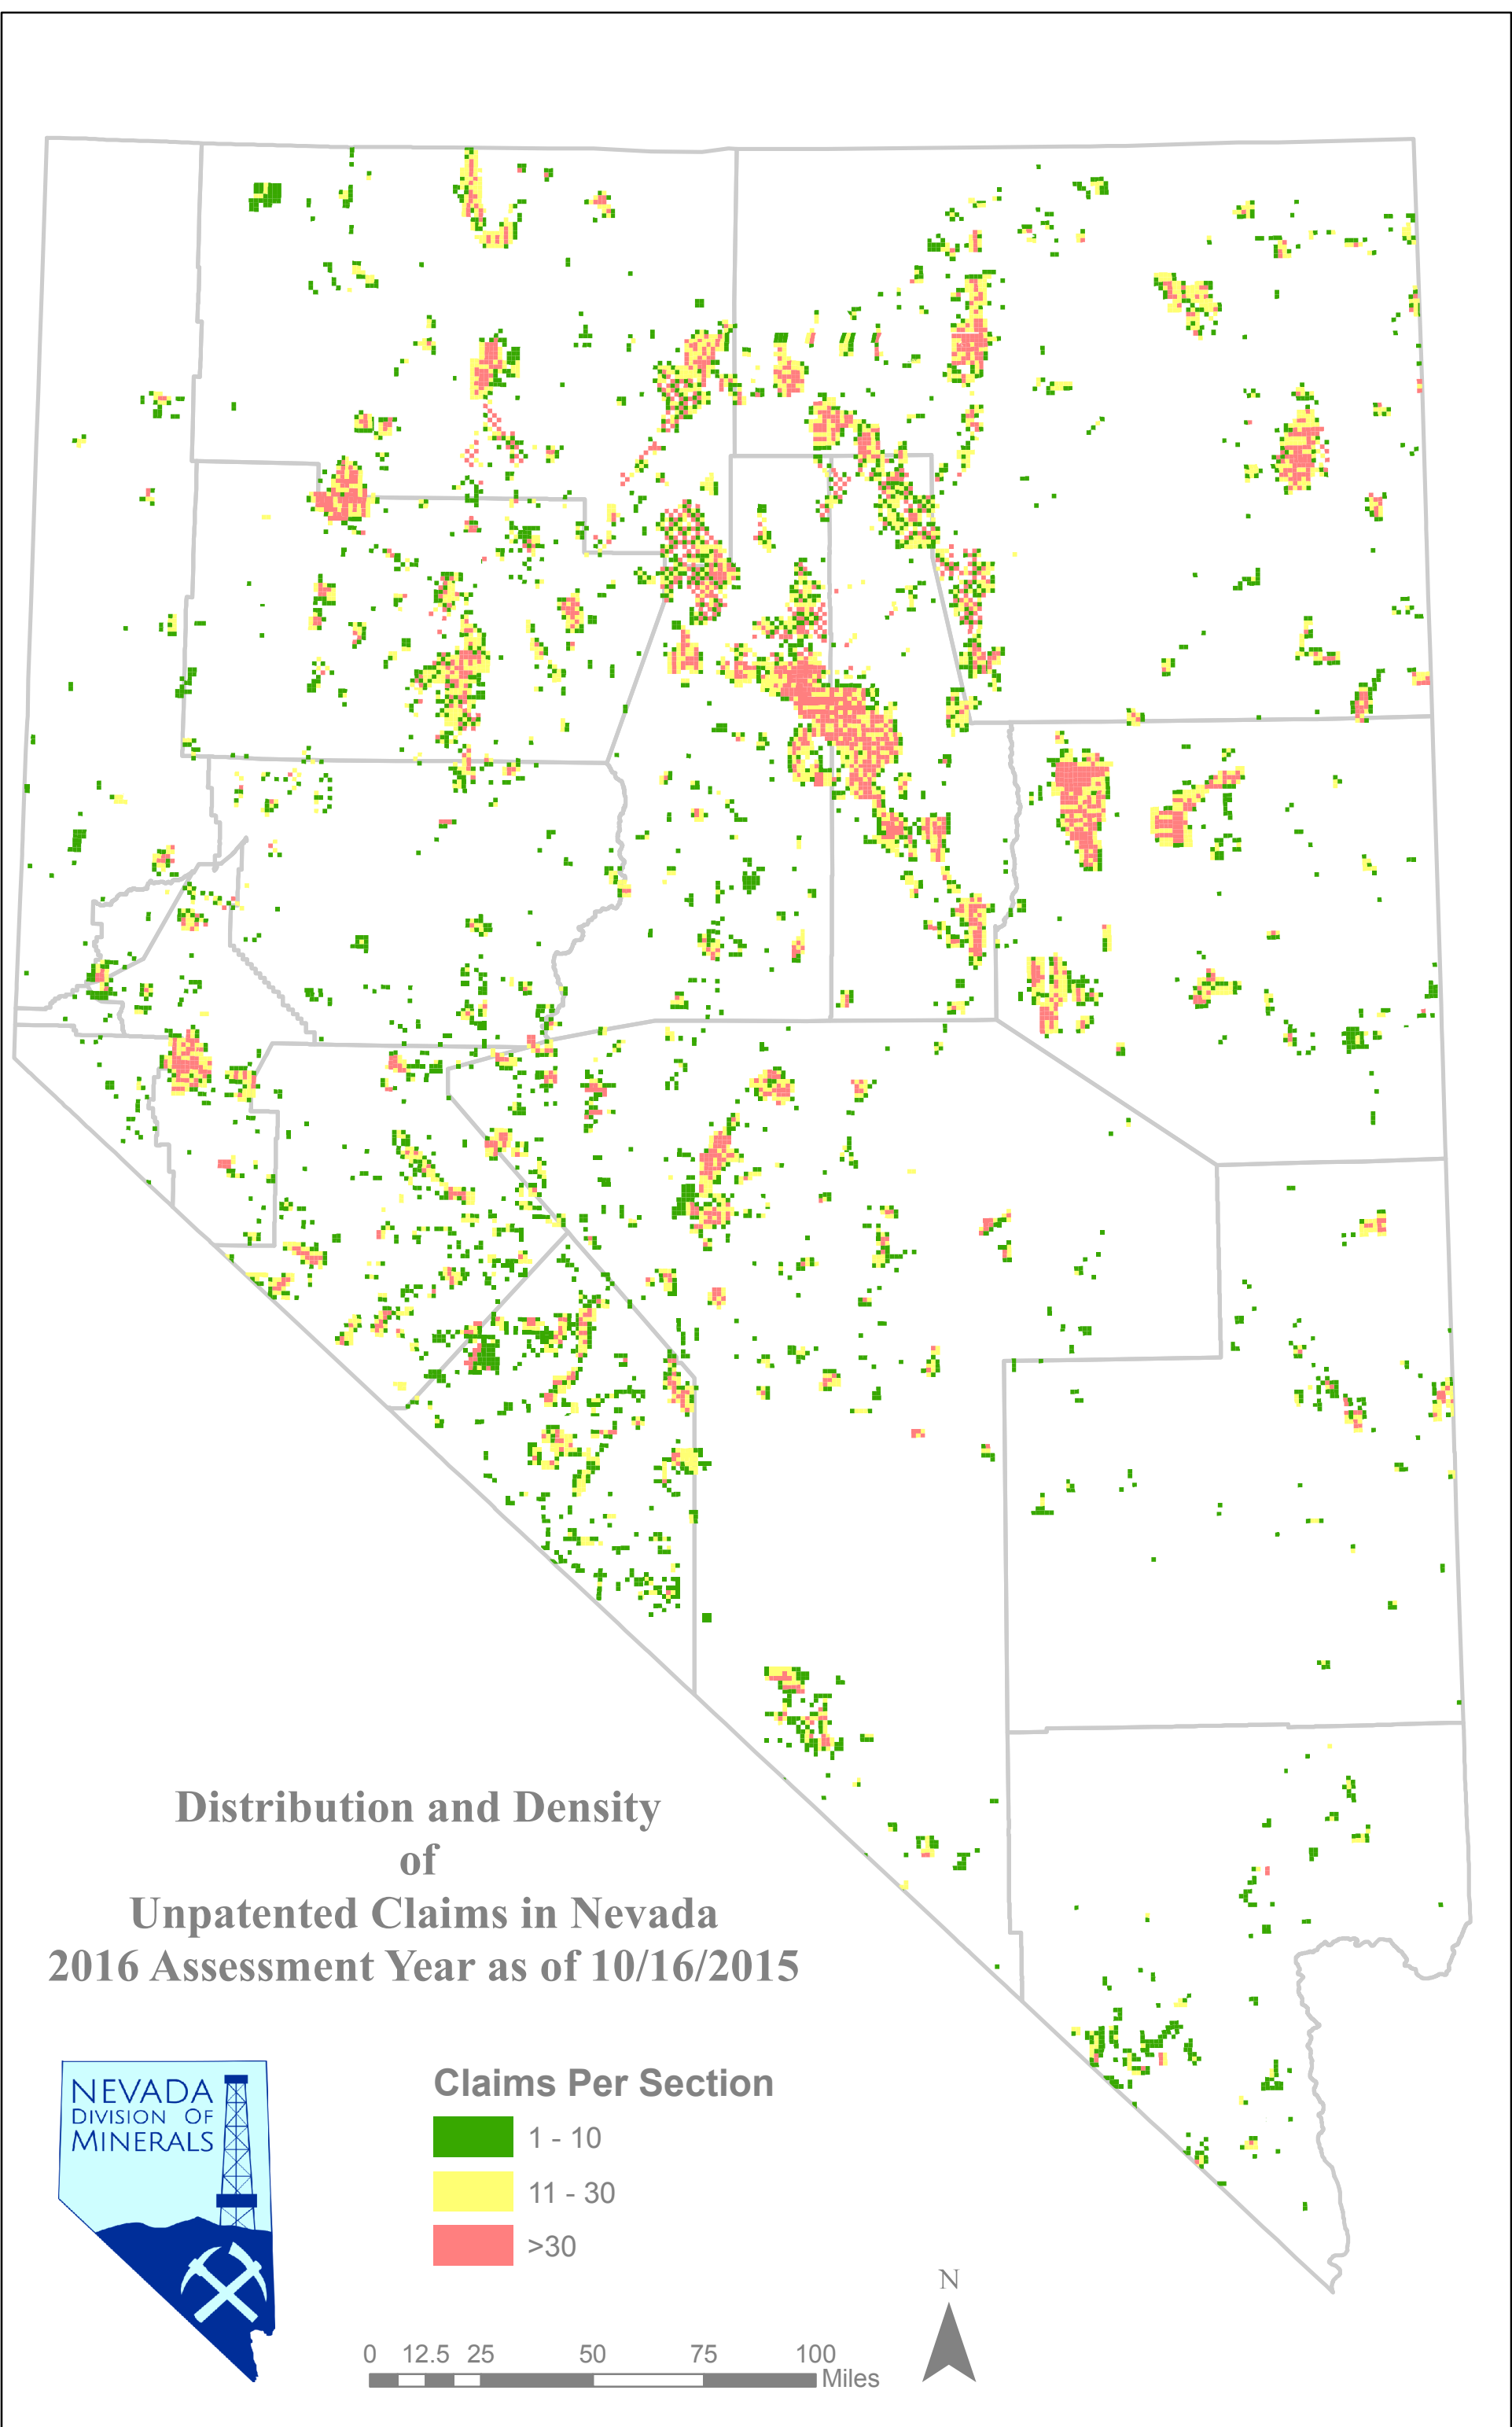 Distribution and Density
of
Unpatented Claims in Nevada
2016 Assessment Year as of 10/16/2015
NEVADA
DIVISION OF
MINERALS
Claims Per Section
1 - 10
11 - 30
>30
N
0 12.5 25 50 75 100
Miles